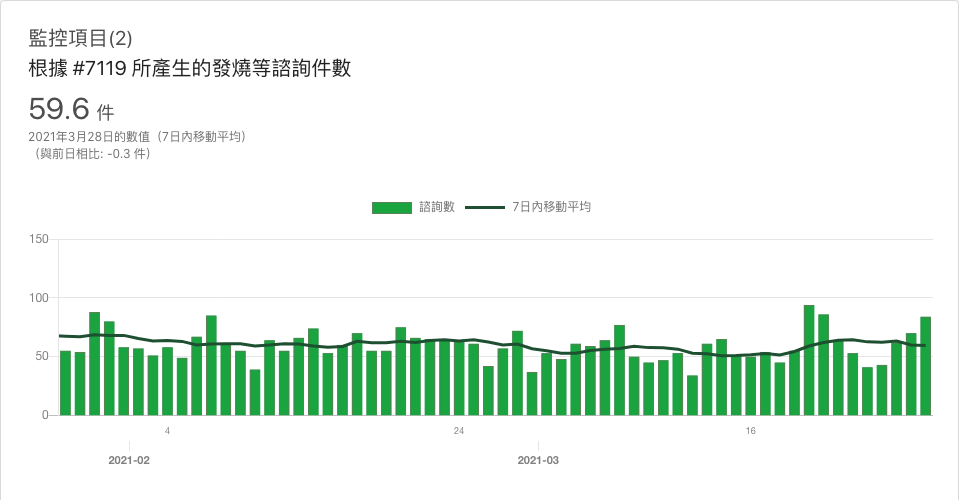 監控項目(2)
根據 #7119 所產生的發燒等諮詢件數
59.6 件
2021年3月28日的數值（7日內移動平均）
（與前日相比: -0.3 件）
諮詢數 7日內移動平均
150
100
50
0
4 24 16
2021-02 2021-03